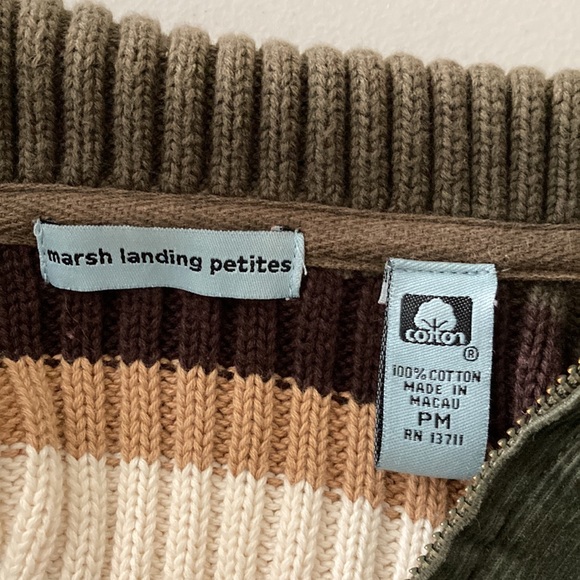 marsh landing petites
cotton
®
100% COTTON
MADE IN
MACAU
PM
RN 13711